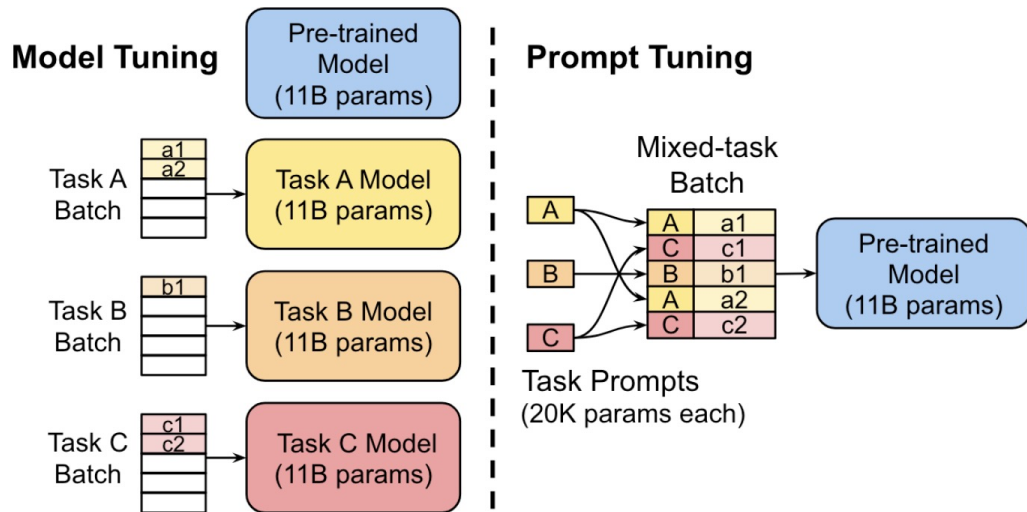 Model Tuning
Pre-trained
Model
(11B params)
a1
a2
Task A
Batch
Task A Model
(11B params)
b1
Task B
Batch
Task B Model
(11B params)
c1
c2
Task C
Batch
Task C Model
(11B params)
Prompt Tuning
Mixed-task
Batch
A
B
C
A a1
C c1
B b1
A a2
C c2
Pre-trained
Model
(11B params)
Task Prompts
(20K params each)